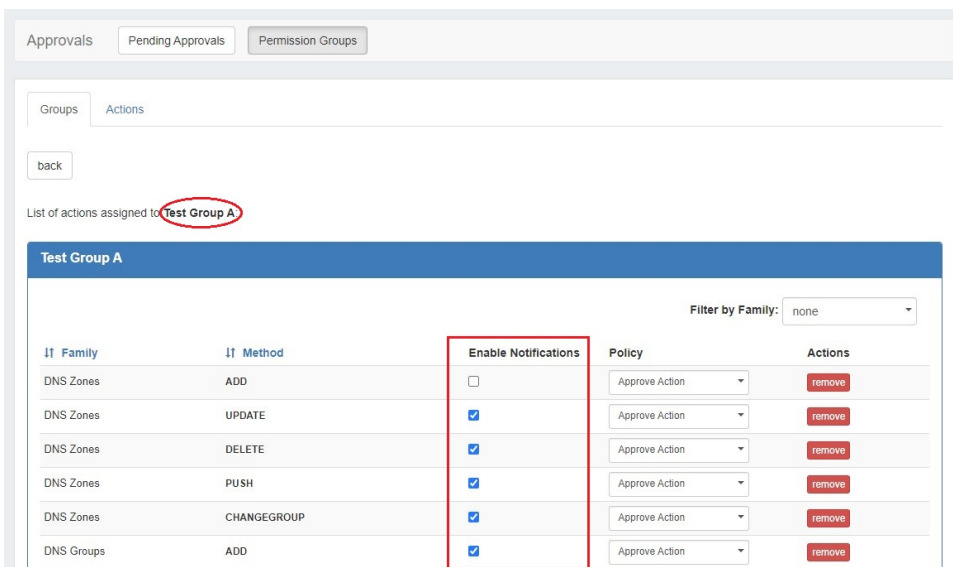 Approvals Pending Approvals Permission Groups
Groups Actions
back
List of actions assigned to Test Group A:
Test Group A
Filter by Family: none
Family Method Enable Notifications Policy Actions
DNS Zones ADD Approve Action remove
DNS Zones UPDATE Approve Action remove
DNS Zones DELETE Approve Action remove
DNS Zones PUSH Approve Action remove
DNS Zones CHANGEGROUP Approve Action remove
DNS Groups ADD Approve Action remove